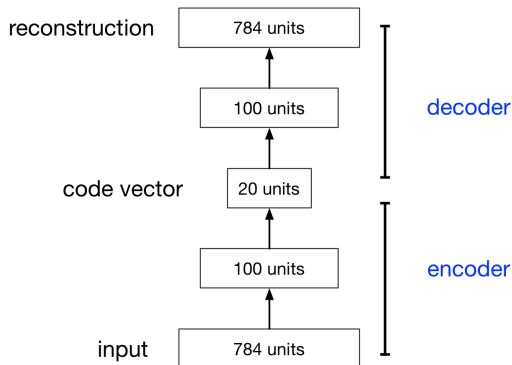 reconstruction
784 units
100 units
decoder
code vector
20 units
100 units
encoder
input
784 units